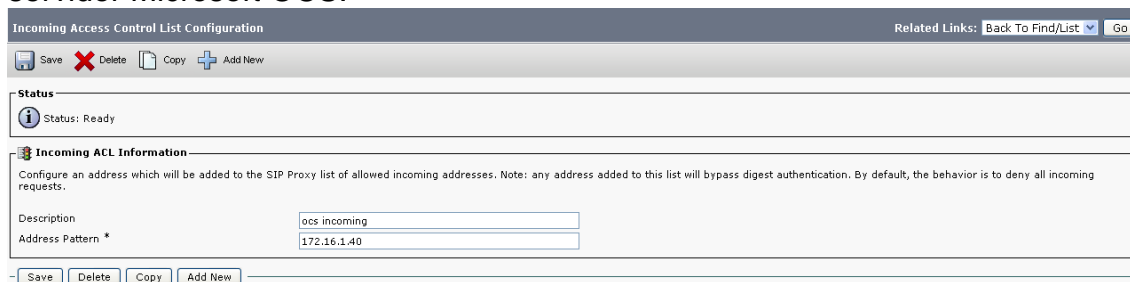 servidor Microsoft OCS.
Incoming Access Control List Configuration
Related Links: Back To Find/List Go
Save Delete Copy Add New
Status
Status: Ready
Incoming ACL Information
Configure an address which will be added to the SIP Proxy list of allowed incoming addresses. Note: any address added to this list will bypass digest authentication. By default, the behavior is to deny all incoming
requests.
Description ocs incoming
Address Pattern * 172.16.1.40
Save Delete Copy Add New